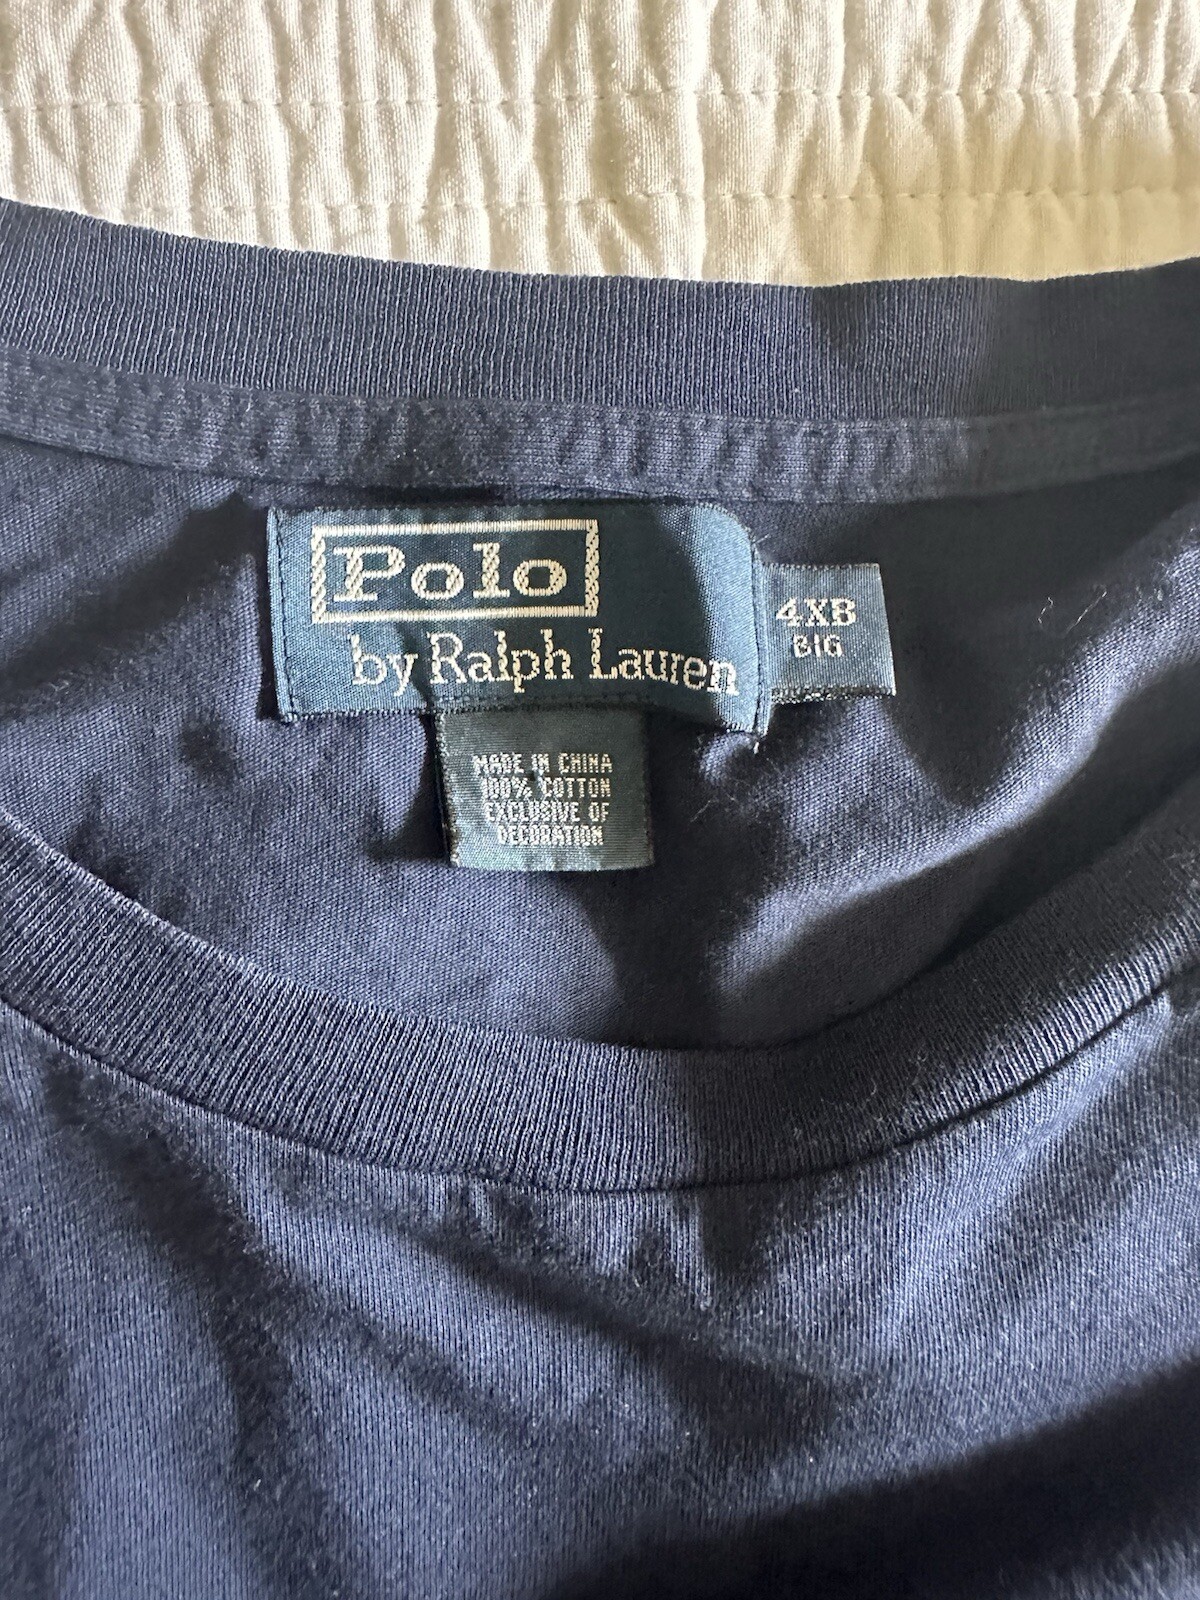 Polo
by Ralph Lauren
4XB
BIG
MADE IN CHINA
100% COTTON
EXCLUSIVE OF
DECORATION